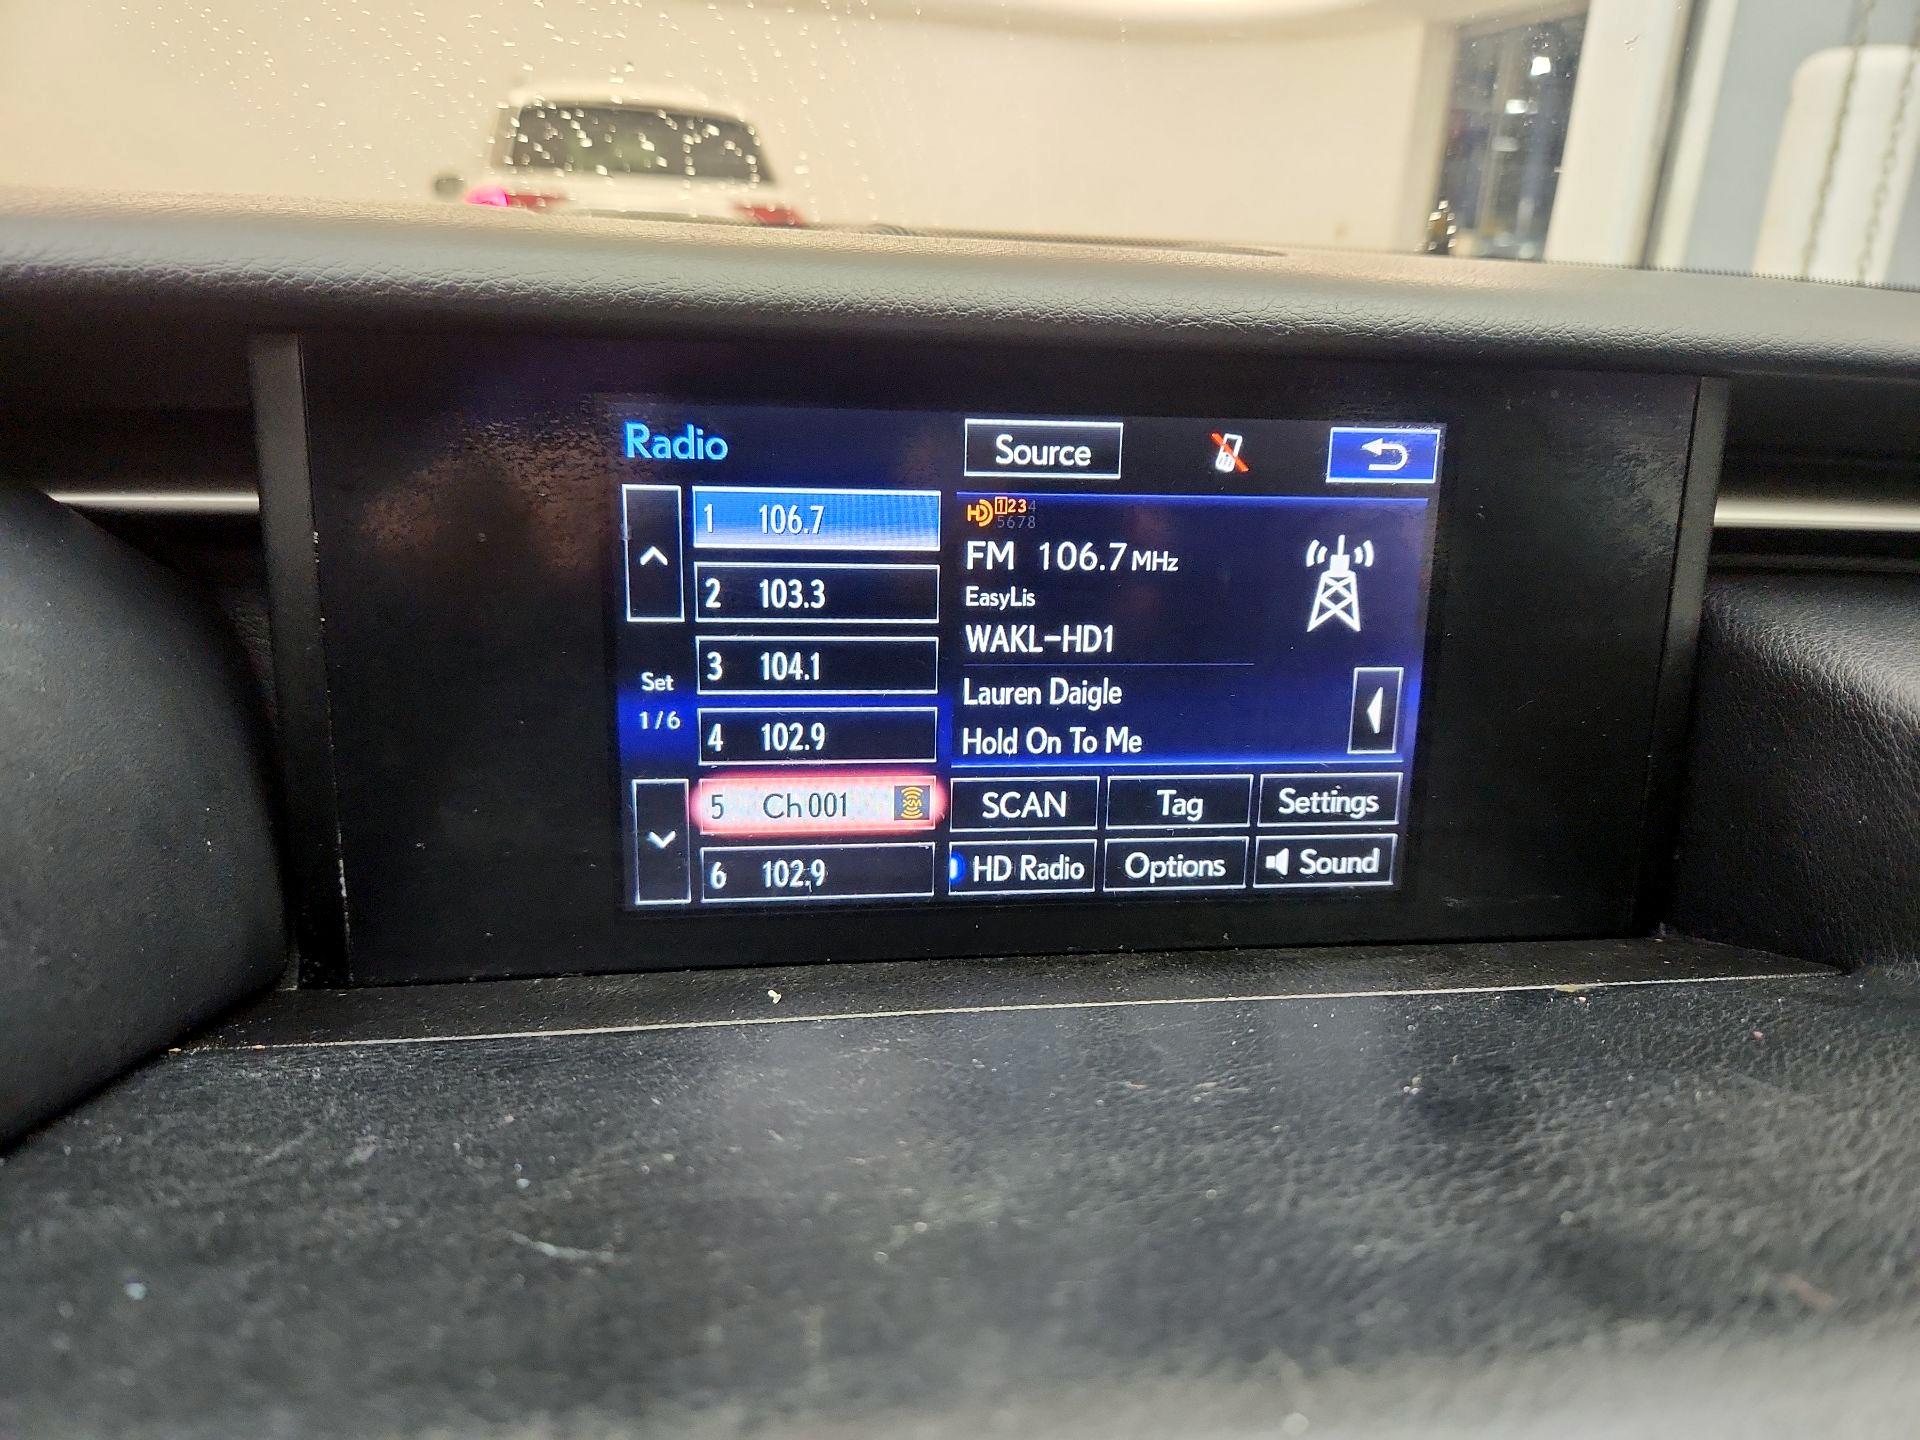 Radio
Source
1 106.7
2 103.3
3 104.1
4 102.9
5 Ch 001 XM
6 102.9
Set
1/6
HD 1234
5678
FM 106.7 MHz
EasyLis
WAKL-HD1
Lauren Daigle
Hold On To Me
SCAN Tag Settings
HD Radio Options Sound